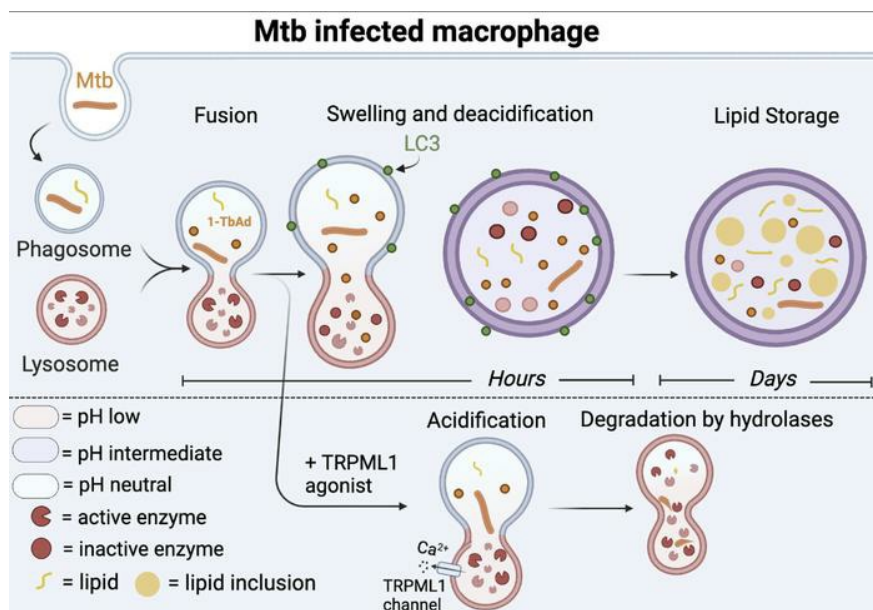 Mtb infected macrophage
Mtb
Fusion
Swelling and deacidification
Lipid Storage
LC3
1-TbAd
Phagosome
Lysosome
Hours
Days
= pH low
= pH intermediate
= pH neutral
= active enzyme
= inactive enzyme
= lipid
= lipid inclusion
+ TRPML1
agonist
Acidification
Degradation by hydrolases
Ca²⁺
TRPML1
channel